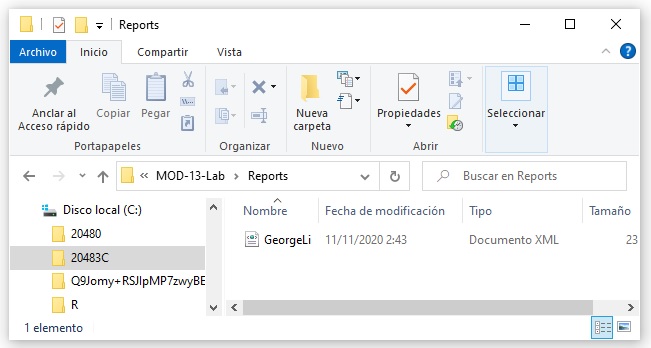 Reports
Archivo Inicio Compartir Vista
Anclar al Acceso rápido
Copiar
Pegar
Nueva carpeta
Propiedades
Seleccionar
Portapapeles Organizar Nuevo Abrir
MOD-13-Lab Reports
Buscar en Reports
Disco local (C:)
20480
20483C
Q9Jomy+RSJIpMP7zwyBE
R
Nombre Fecha de modificación Tipo Tamaño
GeorgeLi 11/11/2020 2:43 Documento XML 23
1 elemento